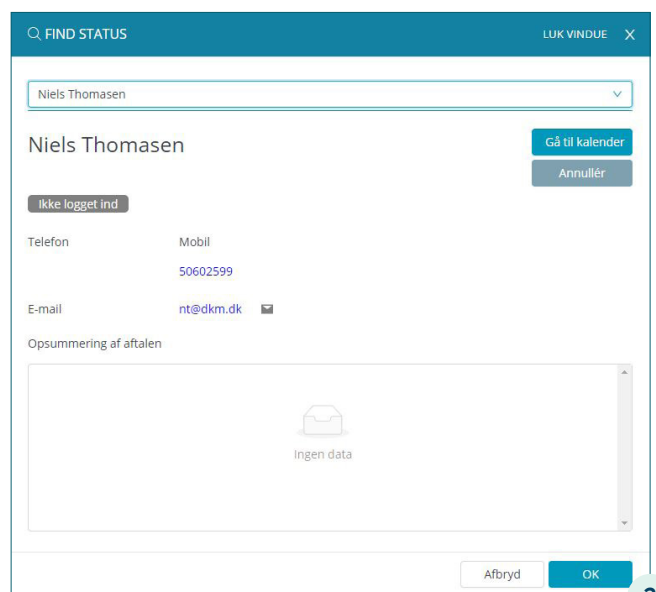 FIND STATUS
LUK VINDUE X
Niels Thomasen
Niels Thomasen
Gå til kalender
Annullér
Ikke logget ind
Telefon
Mobil
50602599
E-mail
nt@dkm.dk
Opsummering af aftalen
Ingen data
Afbryd
OK